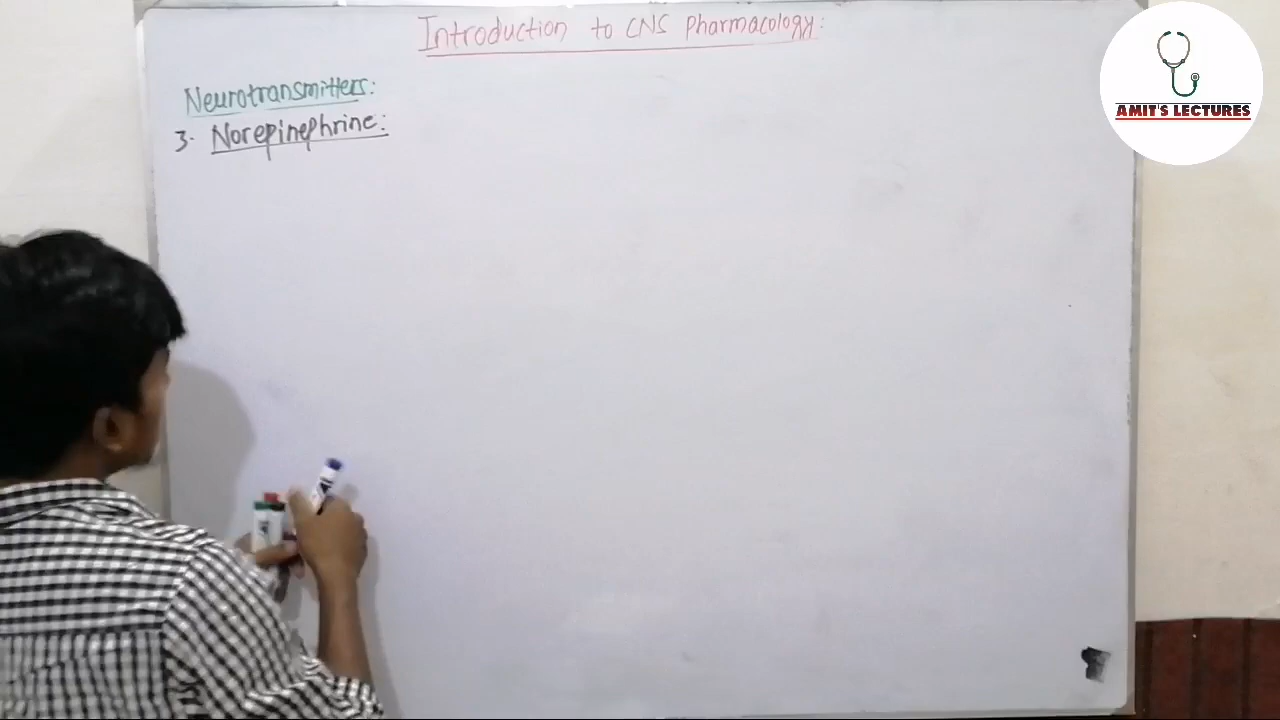 Introduction to CNS Pharmacology:
Neurotransmitters:
3. Norepinephrine:
AMIT'S LECTURES